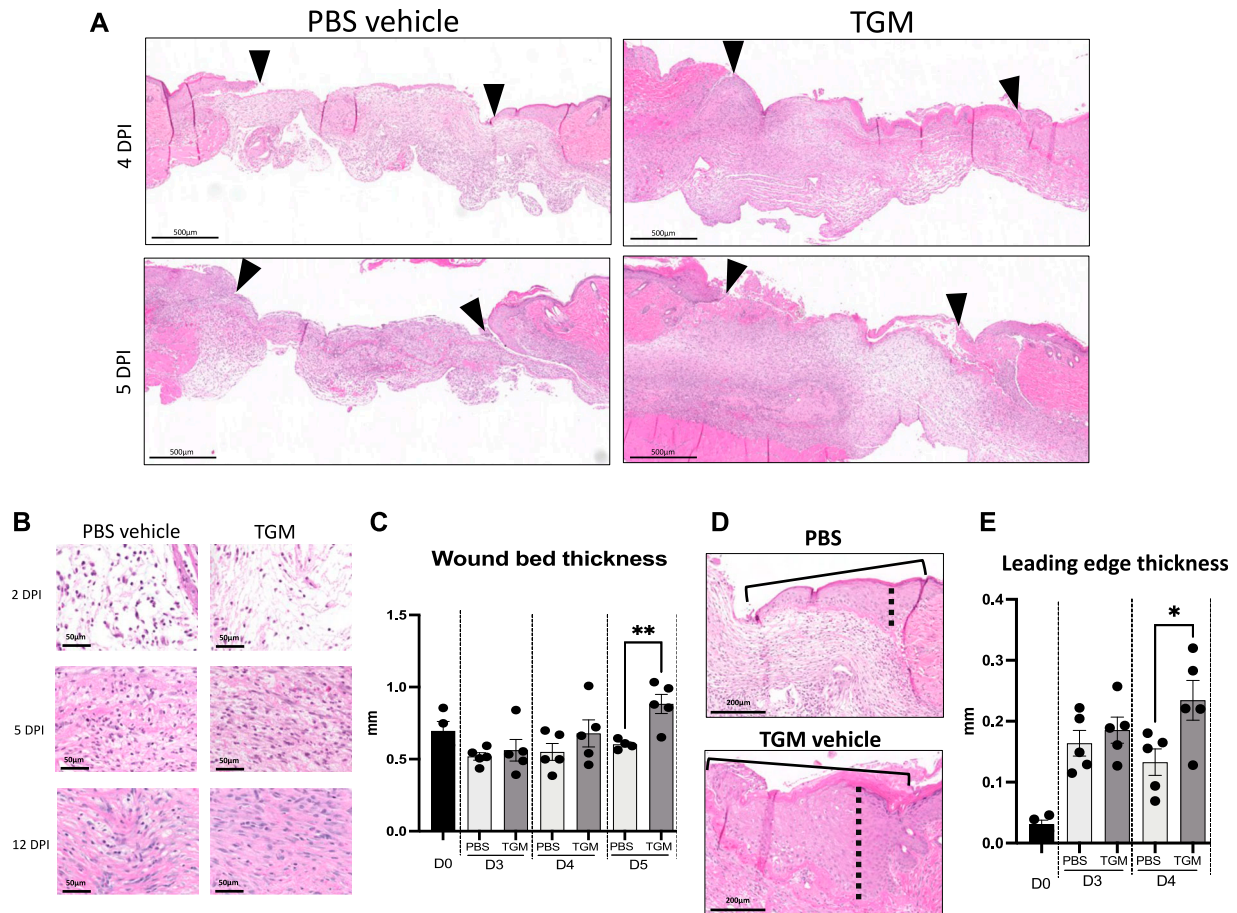 A
PBS vehicle
TGM
4 DPI
500µm
500µm
5 DPI
500µm
500µm
B
PBS vehicle
TGM
2 DPI
50µm
50µm
5 DPI
50µm
50µm
12 DPI
50µm
50µm
C
Wound bed thickness
mm
1.5
1.0
0.5
0.0
**
PBS TGM PBS TGM PBS TGM
D0 D3 D4 D5
D
PBS
200µm
TGM vehicle
200µm
E
Leading edge thickness
mm
0.4
0.3
0.2
0.1
0.0
*
PBS TGM PBS TGM
D0 D3 D4